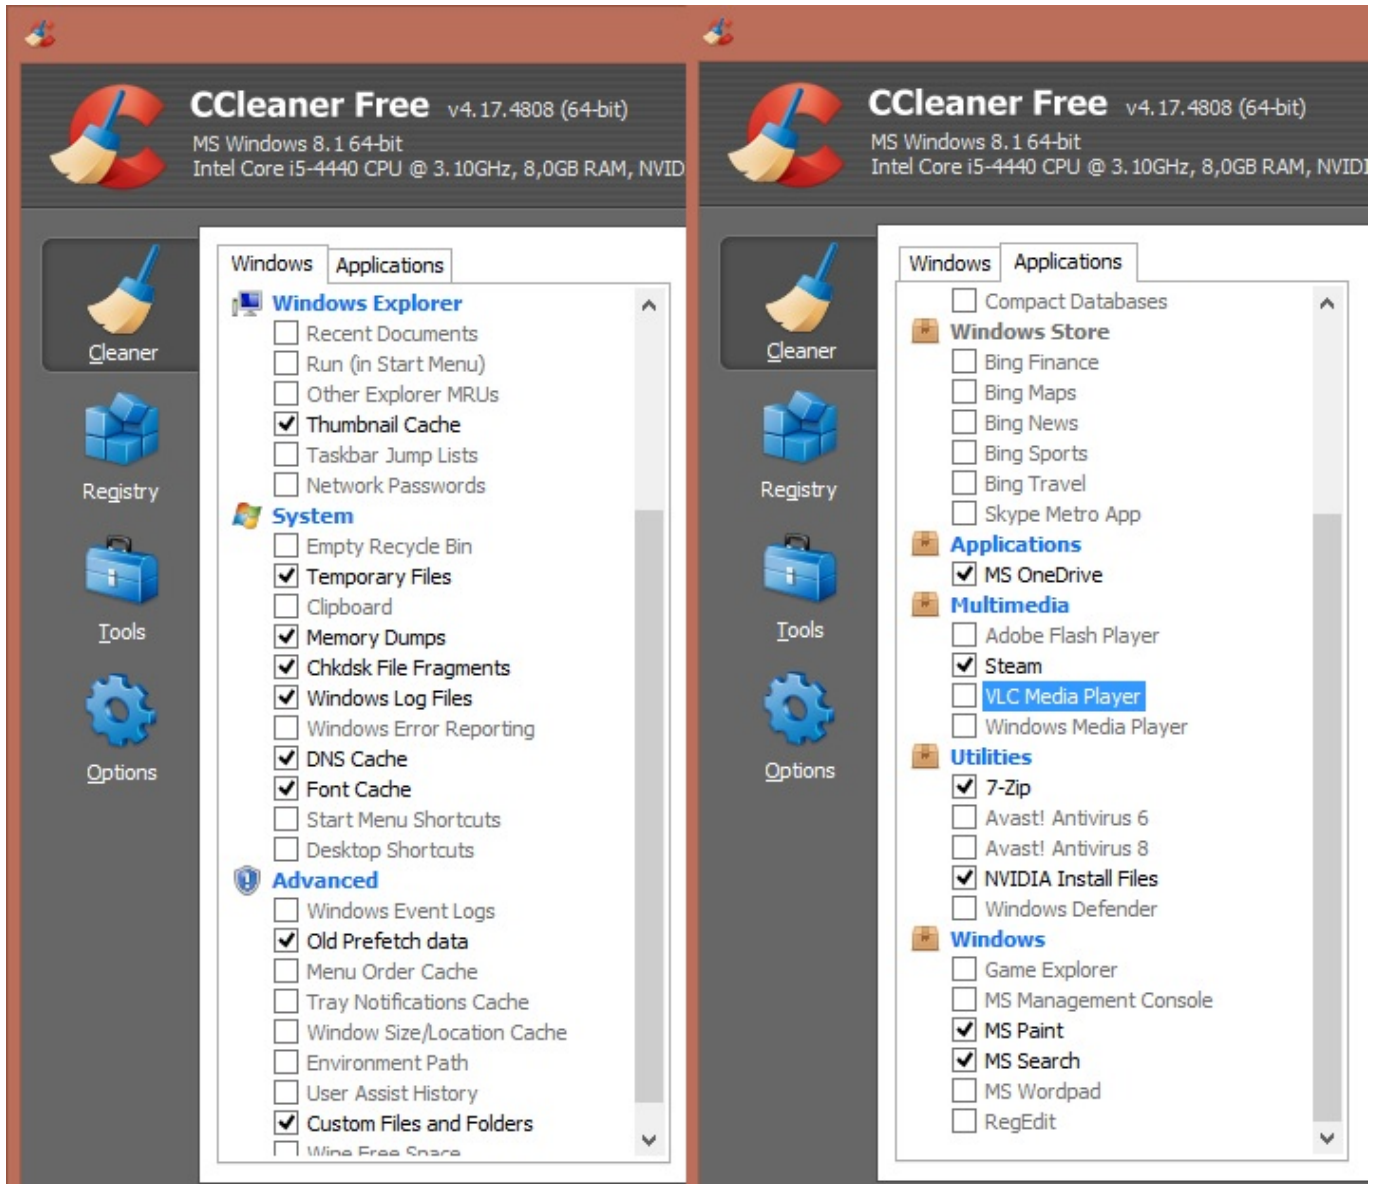 CCleaner Free v4.17.4808 (64-bit)
MS Windows 8.1 64-bit
Intel Core i5-4440 CPU @ 3.10GHz, 8,0GB RAM, NVID
Cleaner
Registry
Tools
Options
Windows Applications
Windows Explorer
Recent Documents
Run (in Start Menu)
Other Explorer MRUs
Thumbnail Cache
Taskbar Jump Lists
Network Passwords
System
Empty Recycle Bin
Temporary Files
Clipboard
Memory Dumps
Chkdsk File Fragments
Windows Log Files
Windows Error Reporting
DNS Cache
Font Cache
Start Menu Shortcuts
Desktop Shortcuts
Advanced
Windows Event Logs
Old Prefetch data
Menu Order Cache
Tray Notifications Cache
Window Size/Location Cache
Environment Path
User Assist History
Custom Files and Folders
Wipe Free Space
CCleaner Free v4.17.4808 (64-bit)
MS Windows 8.1 64-bit
Intel Core i5-4440 CPU @ 3.10GHz, 8,0GB RAM, NVIDI
Cleaner
Registry
Tools
Options
Windows Applications
Compact Databases
Windows Store
Bing Finance
Bing Maps
Bing News
Bing Sports
Bing Travel
Skype Metro App
Applications
MS OneDrive
Multimedia
Adobe Flash Player
Steam
VLC Media Player
Windows Media Player
Utilities
7-Zip
Avast! Antivirus 6
Avast! Antivirus 8
NVIDIA Install Files
Windows Defender
Windows
Game Explorer
MS Management Console
MS Paint
MS Search
MS Wordpad
RegEdit